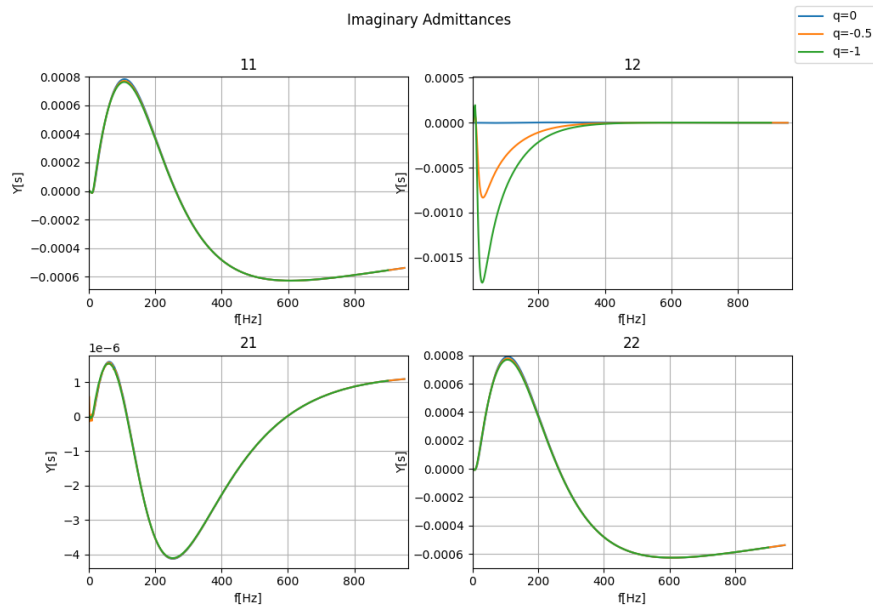 Imaginary Admittances
q=0
q=-0.5
q=-1
11
0.0008
0.0006
0.0004
0.0002
0.0000
−0.0002
−0.0004
−0.0006
Y[s]
0 200 400 600 800
f[Hz]
12
0.0005
0.0000
−0.0005
−0.0010
−0.0015
Y[s]
200 400 600 800
f[Hz]
21
1e−6
1
0
−1
−2
−3
−4
Y[s]
0 200 400 600 800
f[Hz]
22
0.0008
0.0006
0.0004
0.0002
0.0000
−0.0002
−0.0004
−0.0006
Y[s]
0 200 400 600 800
f[Hz]